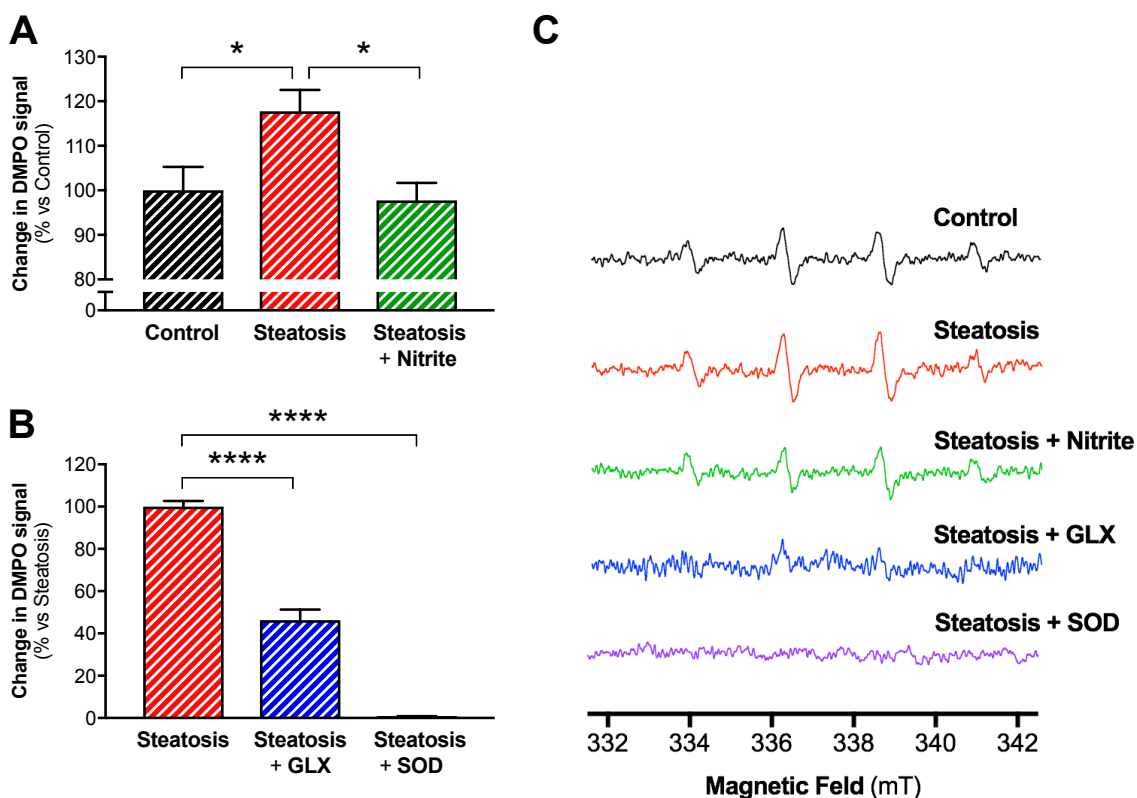 A
Change in DMPO signal
(% vs Control)
130
120
110
100
90
80
0
*
*
Control
Steatosis
Steatosis
+ Nitrite
B
Change in DMPO signal
(% vs Steatosis)
120
100
80
60
40
20
0
****
****
Steatosis
Steatosis
+ GLX
Steatosis
+ SOD
C
Control
Steatosis
Steatosis + Nitrite
Steatosis + GLX
Steatosis + SOD
332 334 336 338 340 342
Magnetic Feld (mT)